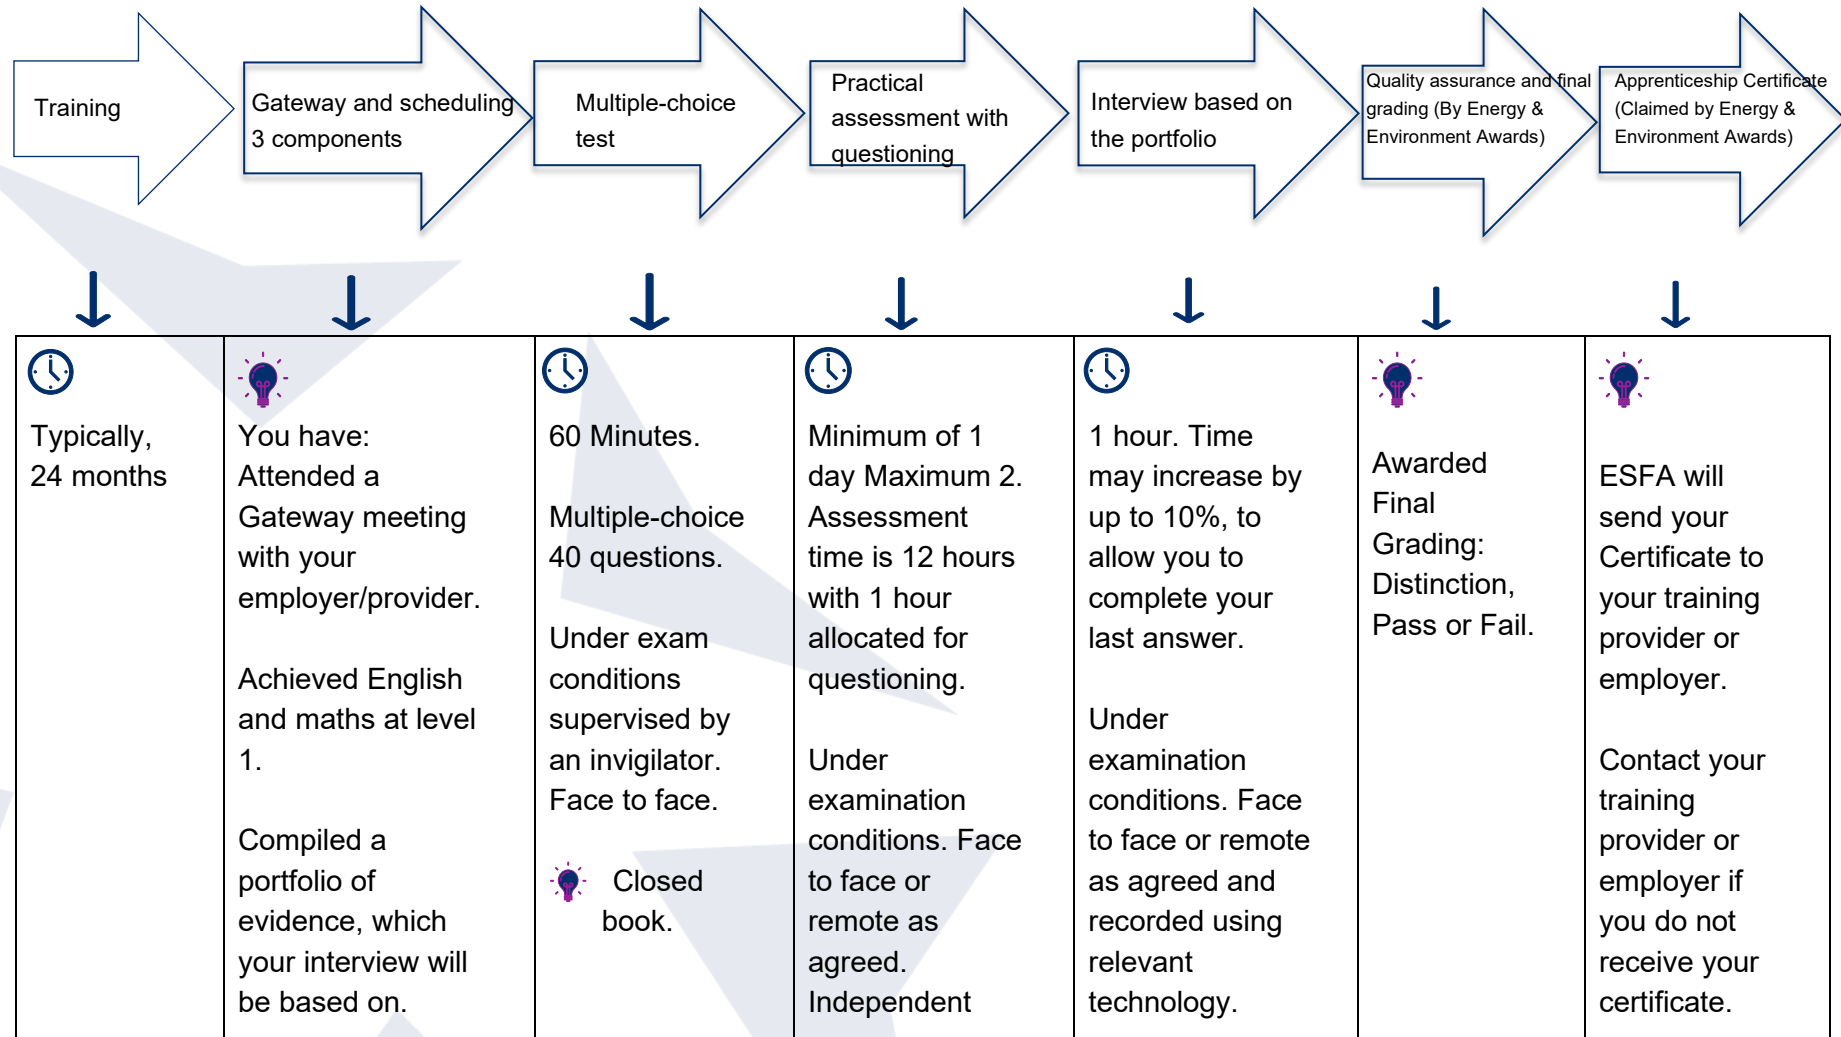 Training
Gateway and scheduling
3 components
Multiple-choice
test
Practical
assessment with
questioning
Interview based on
the portfolio
Quality assurance and final
grading (By Energy &
Environment Awards)
Apprenticeship Certificate
(Claimed by Energy &
Environment Awards)
Typically,
24 months
You have:
Attended a
Gateway meeting
with your
employer/provider.
Achieved English
and maths at level
1.
Compiled a
portfolio of
evidence, which
your interview will
be based on.
60 Minutes.
Multiple-choice
40 questions.
Under exam
conditions
supervised by
an invigilator.
Face to face.
Closed
book.
Minimum of 1
day Maximum 2.
Assessment
time is 12 hours
with 1 hour
allocated for
questioning.
Under
examination
conditions. Face
to face or
remote as
agreed.
Independent
1 hour. Time
may increase by
up to 10%, to
allow you to
complete your
last answer.
Under
examination
conditions. Face
to face or remote
as agreed and
recorded using
relevant
technology.
Awarded
Final
Grading:
Distinction,
Pass or Fail.
ESFA will
send your
Certificate to
your training
provider or
employer.
Contact your
training
provider or
employer if
you do not
receive your
certificate.